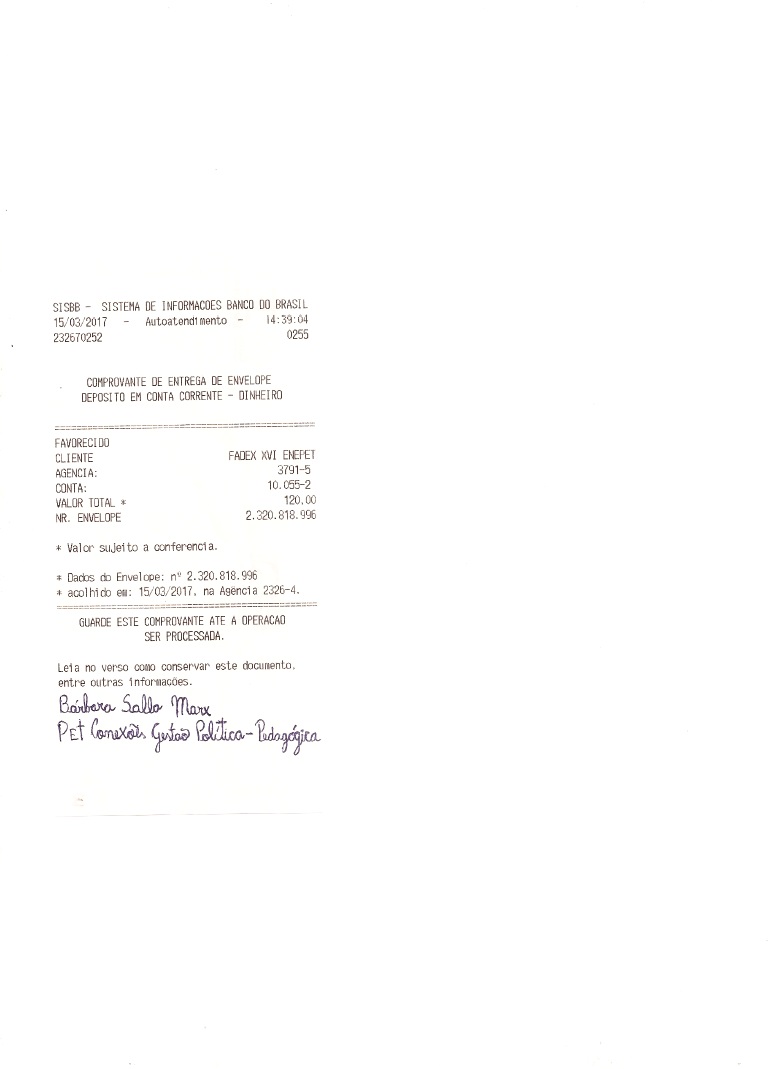 SISBB - SISTEMA DE INFORMACOES BANCO DO BRASIL
15/03/2017 - Autoatendimento - 14:39:04
232670252 0255
COMPROVANTE DE ENTREGA DE ENVELOPE
DEPOSITO EM CONTA CORRENTE - DINHEIRO
================================================
FAVORECIDO
CLIENTE FADEX XVI ENEPET
AGENCIA: 3791-5
CONTA: 10.055-2
VALOR TOTAL * 120,00
NR. ENVELOPE 2.320.818.996
* Valor sujeito a conferencia.
* Dados do Envelope: nº 2.320.818.996
* acolhido em: 15/03/2017, na Agência 2326-4.
================================================
GUARDE ESTE COMPROVANTE ATE A OPERACAO
SER PROCESSADA.
Leia no verso como conservar este documento,
entre outras informações.
Bárbara Sallo Marx
PET Conexões Gestão Política-Pedagógica